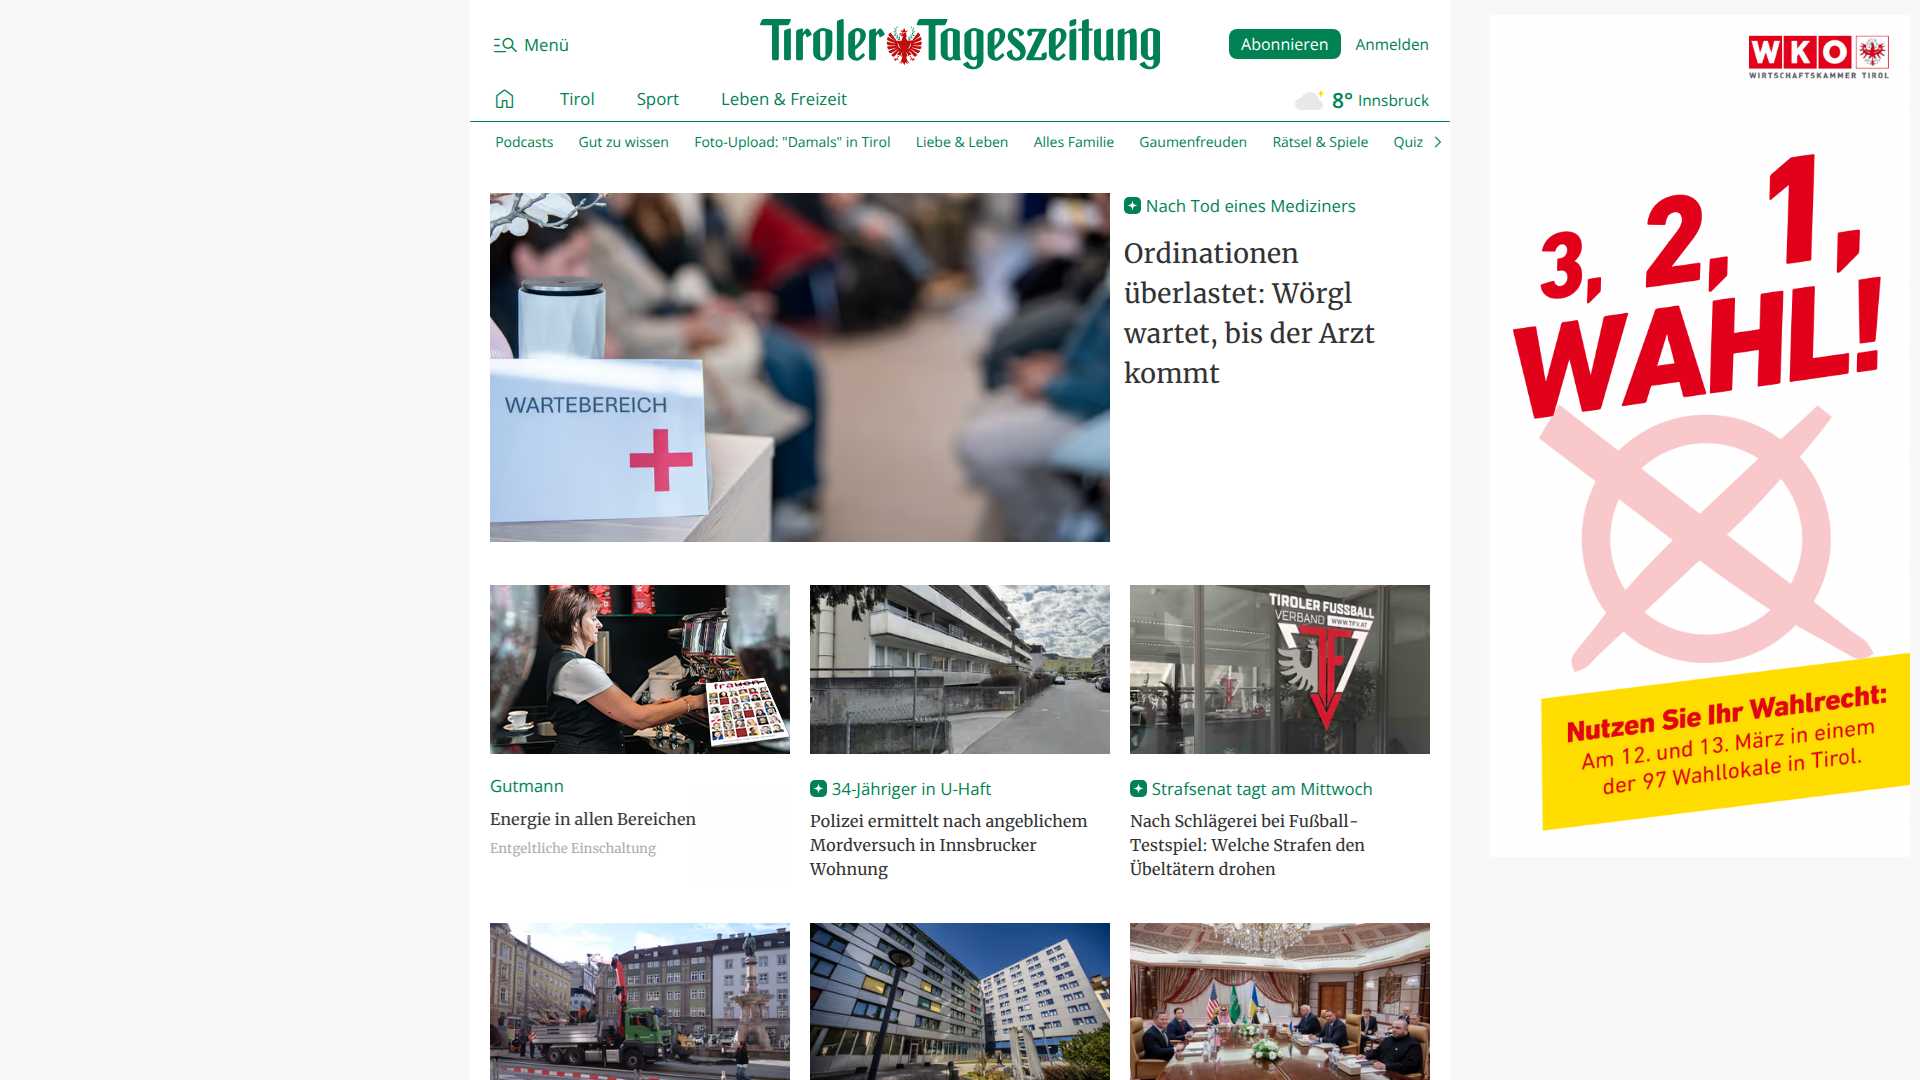 Menü
Tiroler Tageszeitung
Abonnieren
Anmelden
Tirol
Sport
Leben & Freizeit
8° Innsbruck
Podcasts
Gut zu wissen
Foto-Upload: "Damals" in Tirol
Liebe & Leben
Alles Familie
Gaumenfreuden
Rätsel & Spiele
Quiz
WARTEBEREICH
Nach Tod eines Mediziners
Ordinationen
überlastet: Wörgl
wartet, bis der Arzt
kommt
frauen
Gutmann
Energie in allen Bereichen
Entgeltliche Einschaltung
34-Jähriger in U-Haft
Polizei ermittelt nach angeblichem
Mordversuch in Innsbrucker
Wohnung
TIROLER FUSSBALL
VERBAND WWW.TFV.AT
TFV
Strafsenat tagt am Mittwoch
Nach Schlägerei bei Fußball-
Testspiel: Welche Strafen den
Übeltätern drohen
WKO
WIRTSCHAFTSKAMMER TIROL
3, 2, 1,
WAHL!
Nutzen Sie Ihr Wahlrecht:
Am 12. und 13. März in einem
der 97 Wahllokale in Tirol.